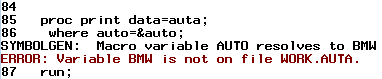 84
85   proc print data=auta;
86    where auto=&auto;
SYMBOLGEN:  Macro variable AUTO resolves to BMW
ERROR: Variable BMW is not on file WORK.AUTA.
87   run;